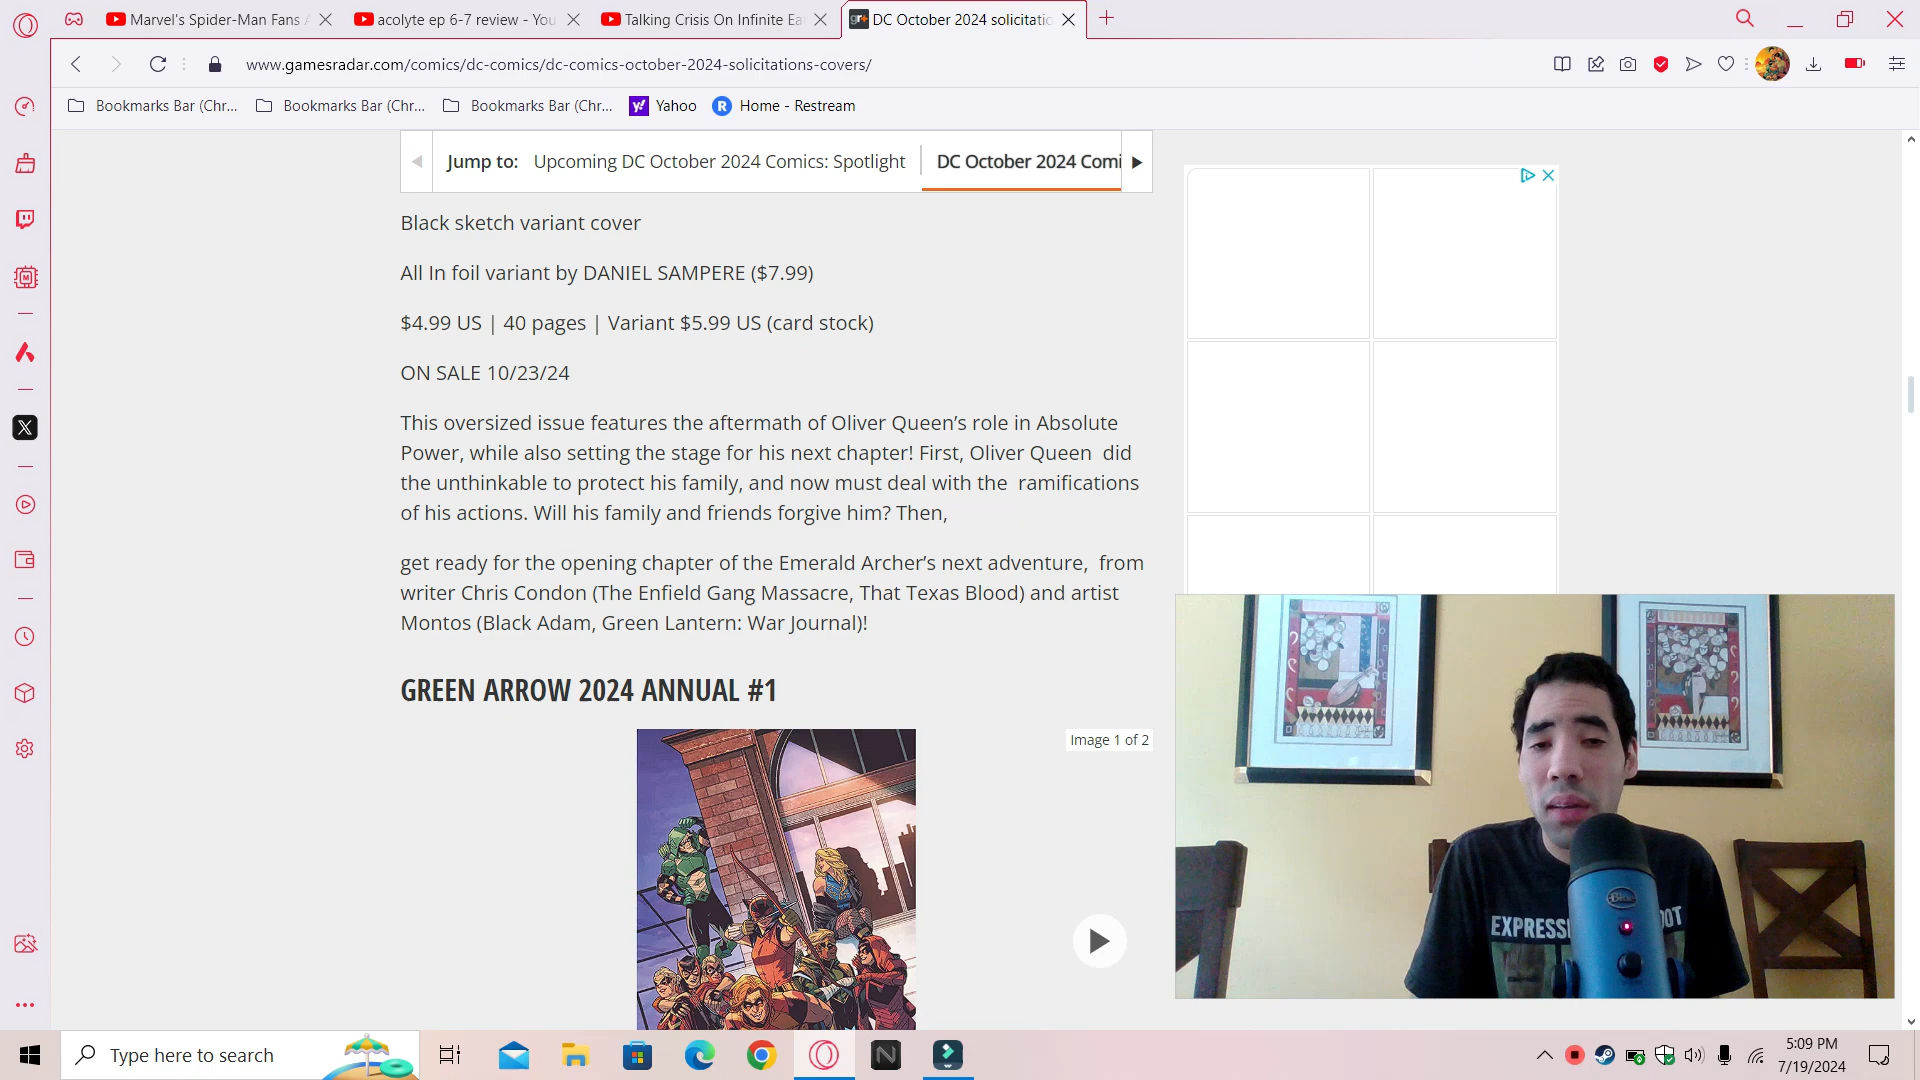 Marvel's Spider-Man Fans
acolyte ep 6-7 review - You
Talking Crisis On Infinite Ea
DC October 2024 solicitatio
www.gamesradar.com/comics/dc-comics/dc-comics-october-2024-solicitations-covers/
Bookmarks Bar (Chr...
Bookmarks Bar (Chr...
Bookmarks Bar (Chr...
Yahoo
Home - Restream
Jump to: Upcoming DC October 2024 Comics: Spotlight
DC October 2024 Comi
Black sketch variant cover
All In foil variant by DANIEL SAMPERE ($7.99)
$4.99 US | 40 pages | Variant $5.99 US (card stock)
ON SALE 10/23/24
This oversized issue features the aftermath of Oliver Queen’s role in Absolute
Power, while also setting the stage for his next chapter! First, Oliver Queen did
the unthinkable to protect his family, and now must deal with the ramifications
of his actions. Will his family and friends forgive him? Then,
get ready for the opening chapter of the Emerald Archer’s next adventure, from
writer Chris Condon (The Enfield Gang Massacre, That Texas Blood) and artist
Montos (Black Adam, Green Lantern: War Journal)!
GREEN ARROW 2024 ANNUAL #1
Image 1 of 2
EXPRESSI
OOT
Type here to search
5:09 PM
7/19/2024